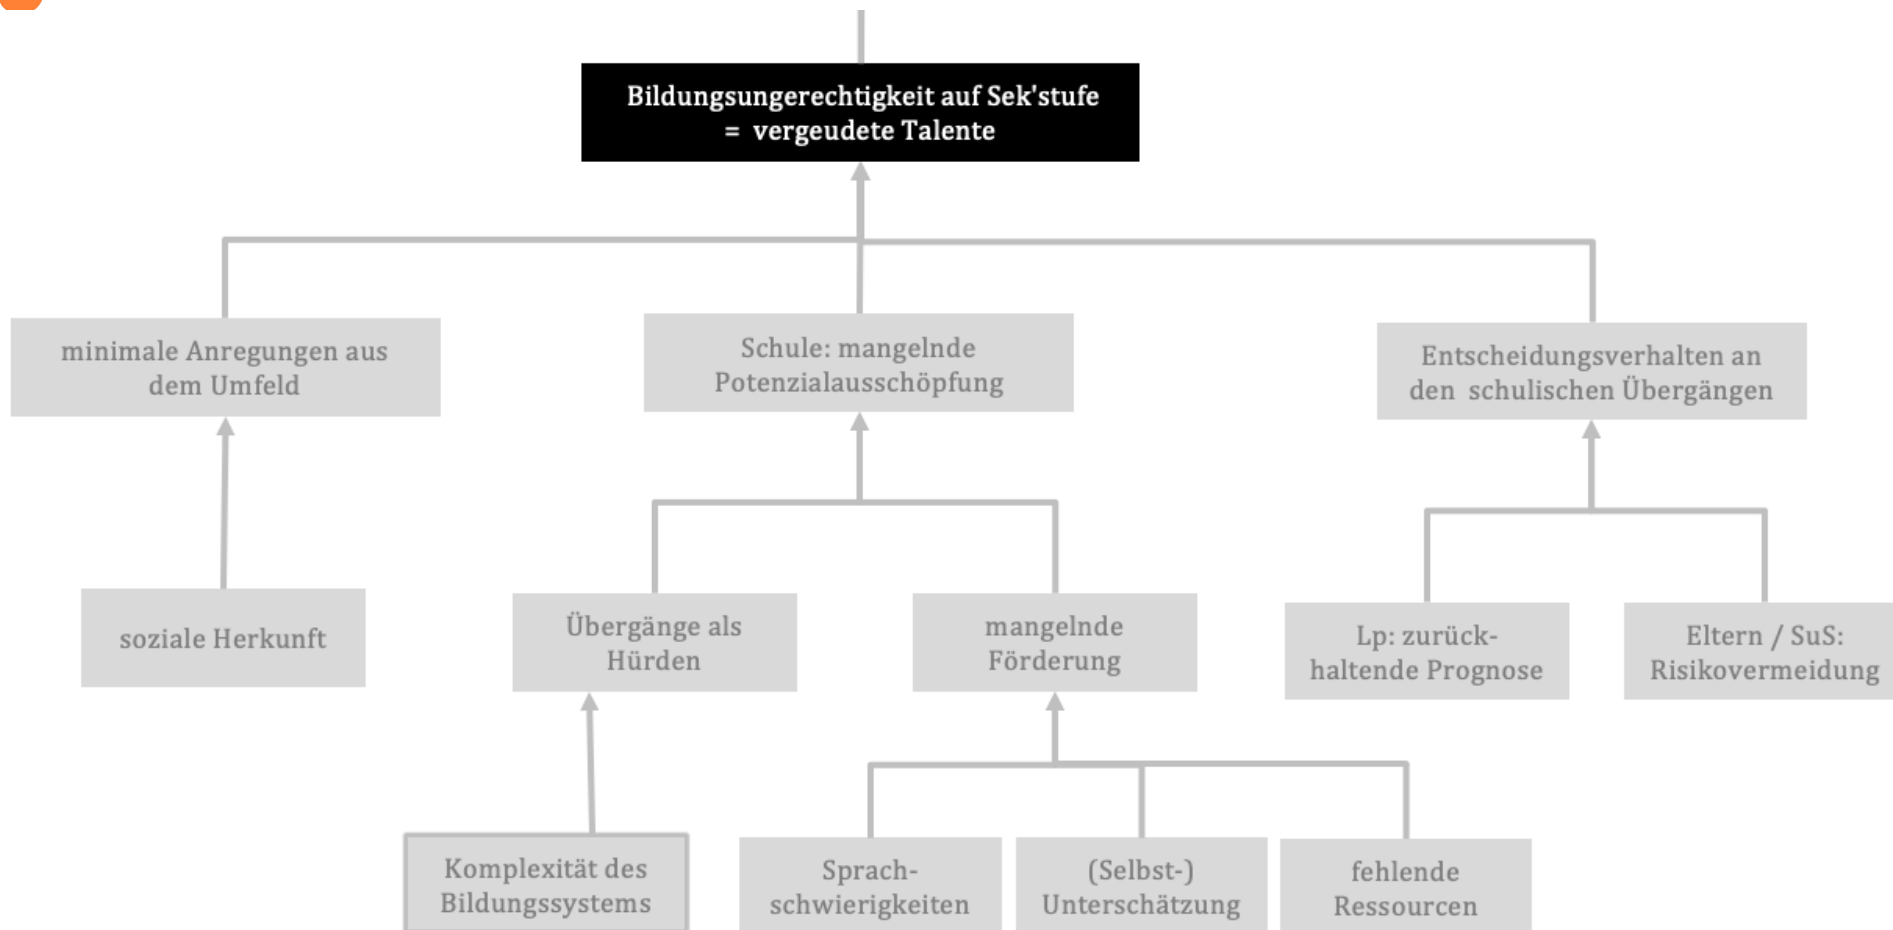 Bildungsungerechtigkeit auf Sek'stufe
= vergeudete Talente
minimale Anregungen aus
dem Umfeld
Schule: mangelnde
Potenzialausschöpfung
Entscheidungsverhalten an
den schulischen Übergängen
soziale Herkunft
Übergänge als
Hürden
mangelnde
Förderung
Lp: zurück-
haltende Prognose
Eltern / SuS:
Risikovermeidung
Komplexität des
Bildungssystems
Sprach-
schwierigkeiten
(Selbst-)
Unterschätzung
fehlende
Ressourcen